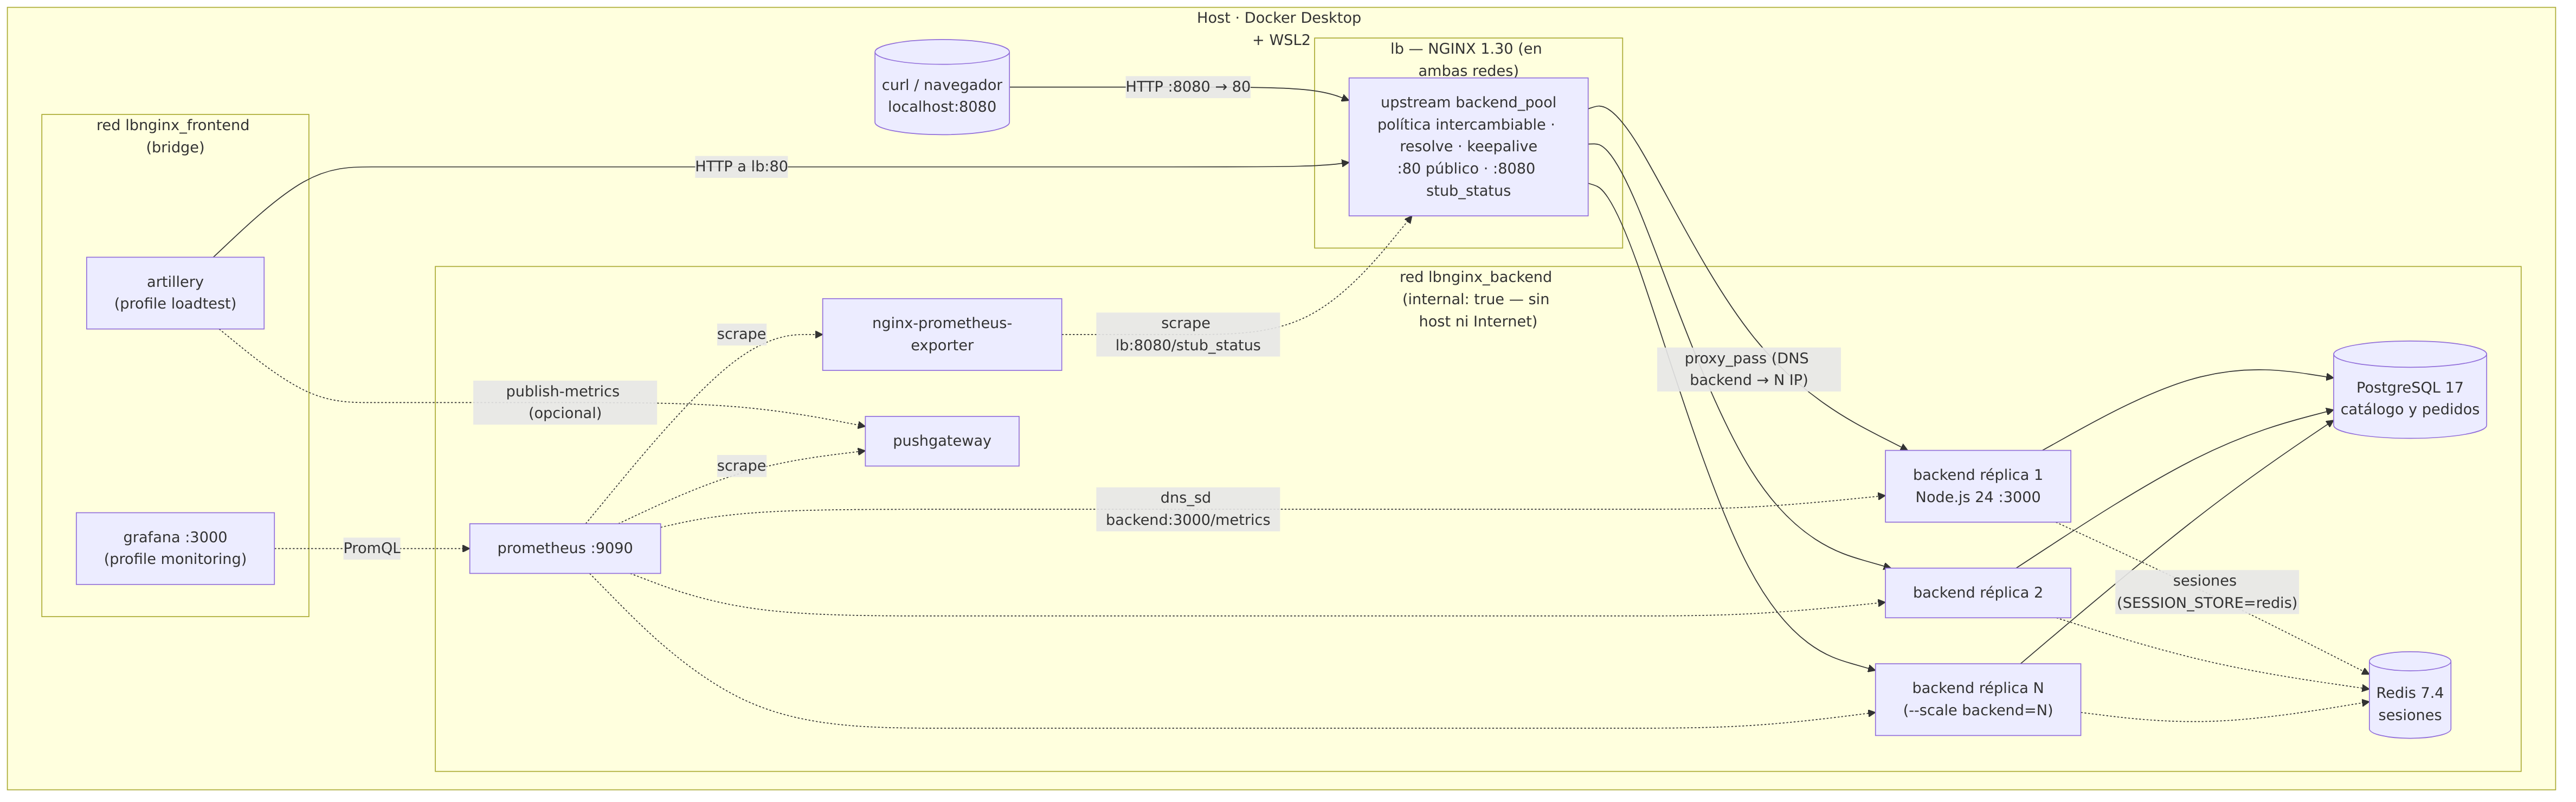 Host · Docker Desktop
+ WSL2
lb — NGINX 1.30 (en
ambas redes)
curl / navegador
localhost:8080
HTTP :8080 → 80
upstream backend_pool
política intercambiable ·
resolve · keepalive
:80 público · :8080
stub_status
red lbnginx_frontend
(bridge)
HTTP a lb:80
artillery
(profile loadtest)
red lbnginx_backend
(internal: true — sin
host ni Internet)
scrape
nginx-prometheus-
exporter
scrape
lb:8080/stub_status
proxy_pass (DNS
backend → N IP)
PostgreSQL 17
catálogo y pedidos
publish-metrics
(opcional)
pushgateway
scrape
dns_sd
backend:3000/metrics
backend réplica 1
Node.js 24 :3000
grafana :3000
(profile monitoring)
PromQL
prometheus :9090
backend réplica 2
sesiones
(SESSION_STORE=redis)
backend réplica N
(--scale backend=N)
Redis 7.4
sesiones